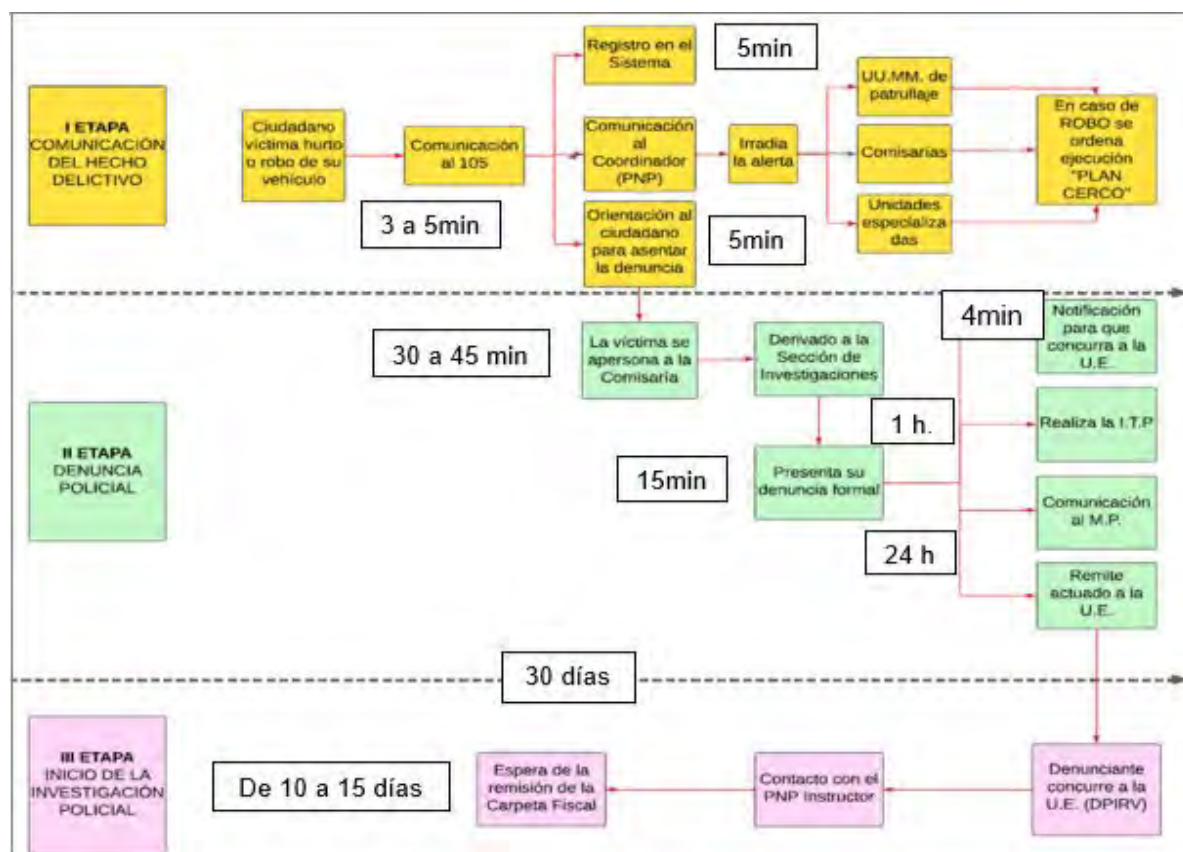 I ETAPA
COMUNICACIÓN
DEL HECHO
DELICTIVO
Ciudadano
víctima hurto
o robo de su
vehículo
3 a 5min
Comunicación
al 105
Registro en el
Sistema
5min
Comunicación
al Coordinador
(PNP)
Orientación al
ciudadano
para asentar
la denuncia
5min
Irradia
la alerta
UU.MM. de
patrullaje
Comisarías
Unidades
especializa
das
En caso de
ROBO se
ordena
ejecución
"PLAN
CERCO"
II ETAPA
DENUNCIA
POLICIAL
30 a 45 min
La víctima se
apersona a la
Comisaría
Derivado a la
Sección de
Investigaciones
15min
Presenta su
denuncia formal
4min
1 h.
24 h
Notificación
para que
concurra a la
U.E.
Realiza la I.T.P
Comunicación
al M.P.
Remite
actuado a la
U.E.
30 días
III ETAPA
INICIO DE LA
INVESTIGACIÓN
POLICIAL
De 10 a 15 días
Espera de la
remisión de la
Carpeta Fiscal
Contacto con el
PNP Instructor
Denunciante
concurre a la
U.E. (DPIRV)